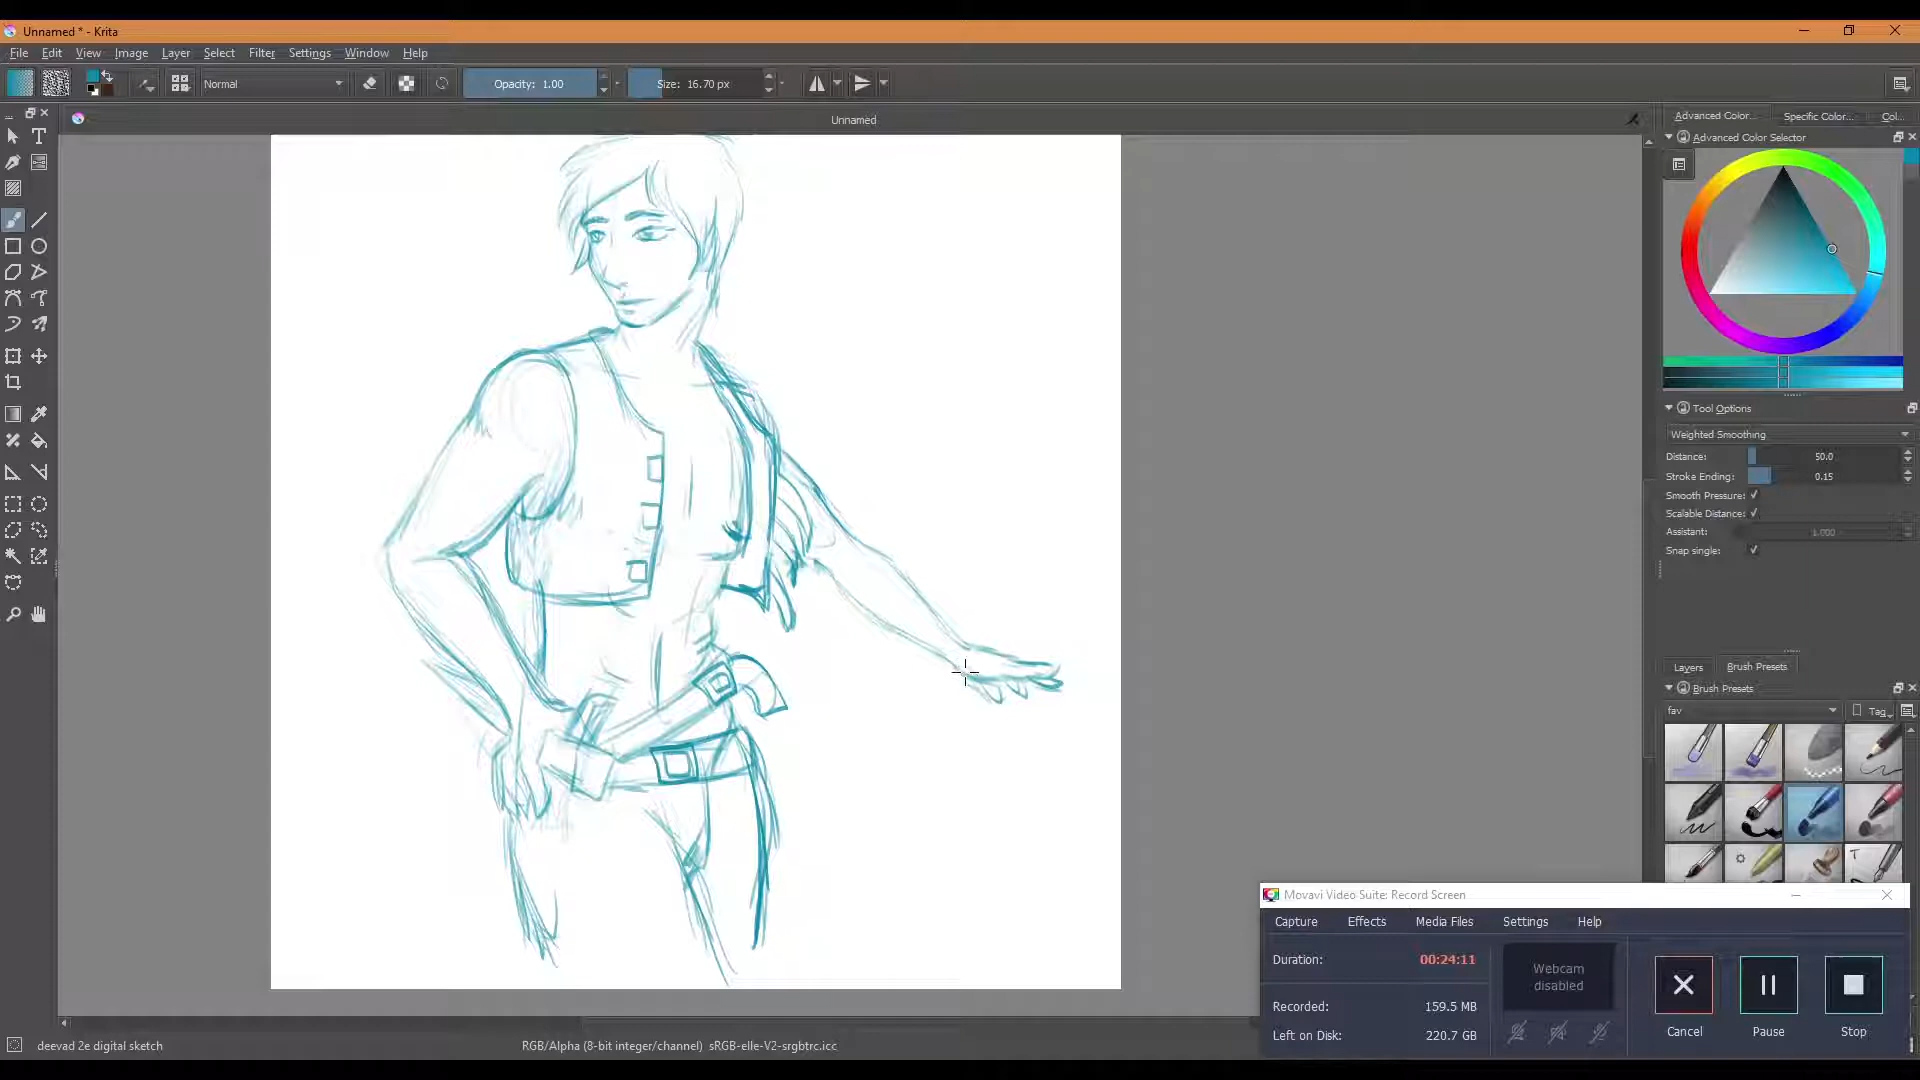 Unnamed * - Krita
File Edit View Image Layer Select Filter Settings Window Help
Normal Opacity: 1.00 Size: 16.70 px
Unnamed
Advanced Color... Specific Color... Col...
Advanced Color Selector
Tool Options
Weighted Smoothing
Distance: 50.0
Stroke Ending: 0.15
Smooth Pressure:
Scalable Distance:
Assistant: 1.000
Snap single:
Layers Brush Presets
Brush Presets
fav Tag
Movavi Video Suite: Record Screen
Capture Effects Media Files Settings Help
Duration: 00:24:11
Webcam
disabled
Recorded: 159.5 MB
Left on Disk: 220.7 GB
Cancel Pause Stop
deevad 2e digital sketch RGB/Alpha (8-bit integer/channel) sRGB-elle-V2-srgbtrc.icc